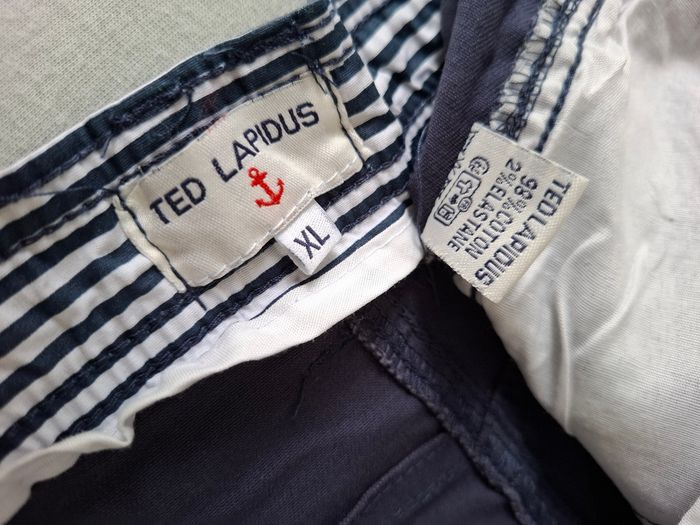 TED LAPIDUS
XL
TED LAPIDUS
98% COTON
2% ELASTANE